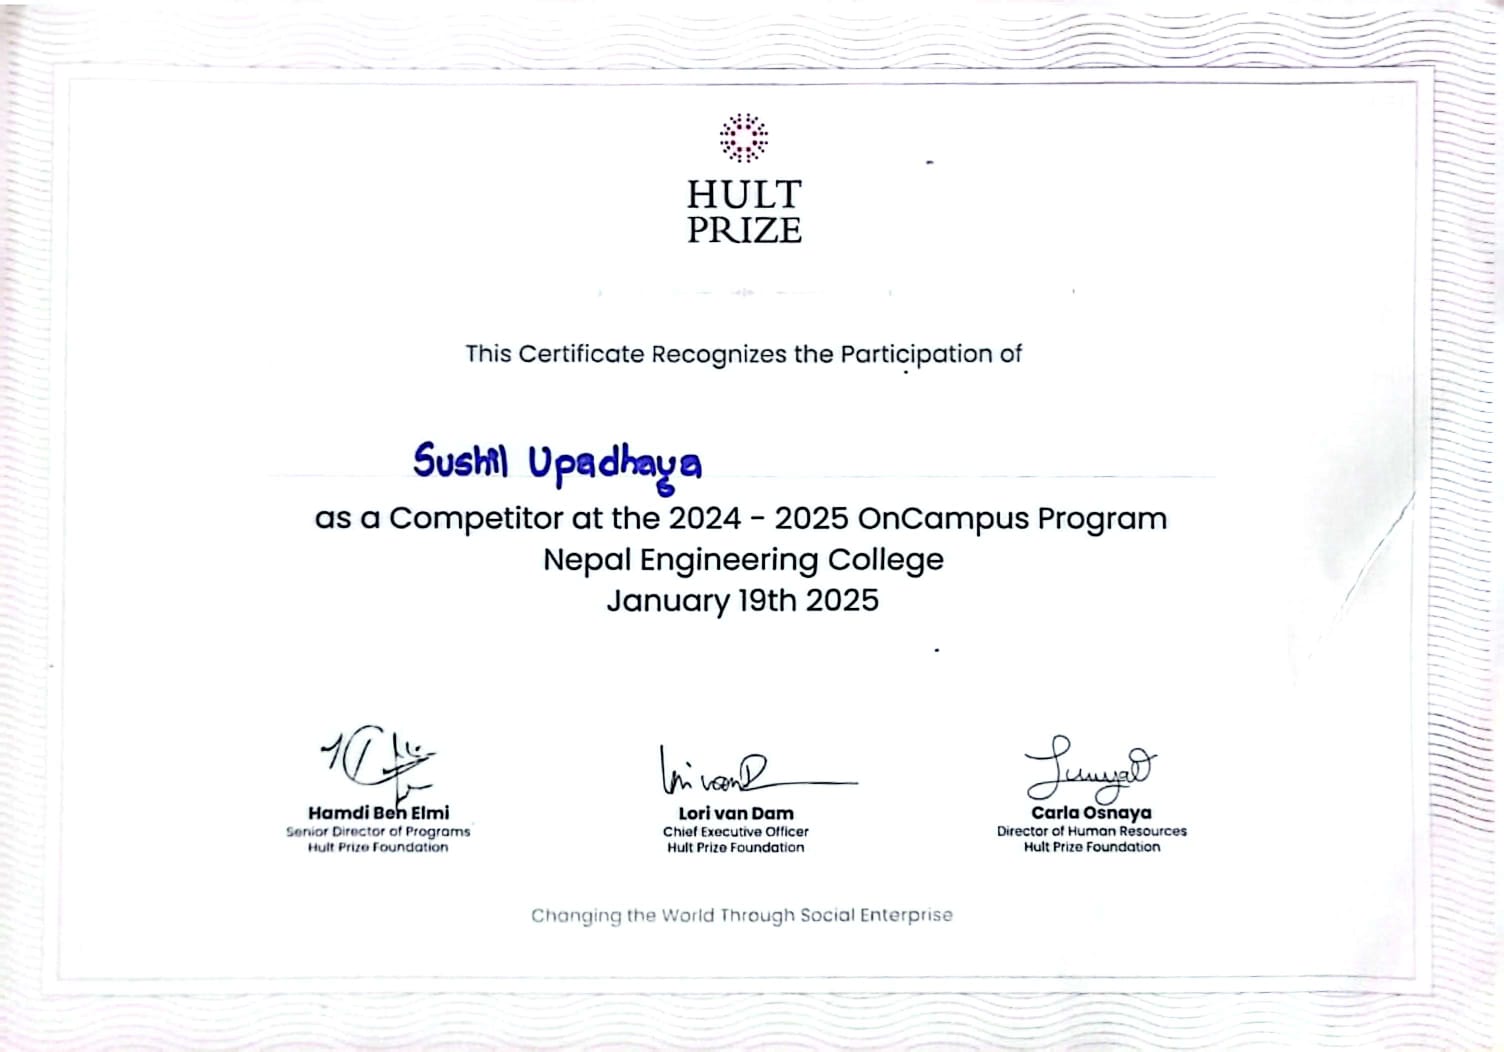 HULT
PRIZE
This Certificate Recognizes the Participation of
Sushil Upadhaya
as a Competitor at the 2024 - 2025 OnCampus Program
Nepal Engineering College
January 19th 2025
Hamdi Ben Elmi
Senior Director of Programs
Hult Prize Foundation
Lori van Dam
Chief Executive Officer
Hult Prize Foundation
Carla Osnaya
Director of Human Resources
Hult Prize Foundation
Changing the World Through Social Enterprise